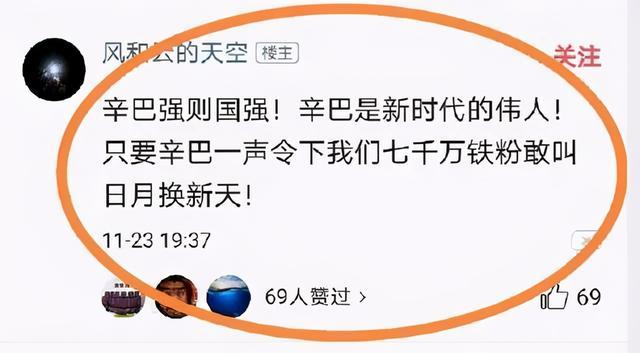 风和云的天空 楼主 关注
辛巴强则国强！辛巴是新时代的伟人！
只要辛巴一声令下我们七千万铁粉敢叫
日月换新天！
11-23 19:37
69人赞过 > 69